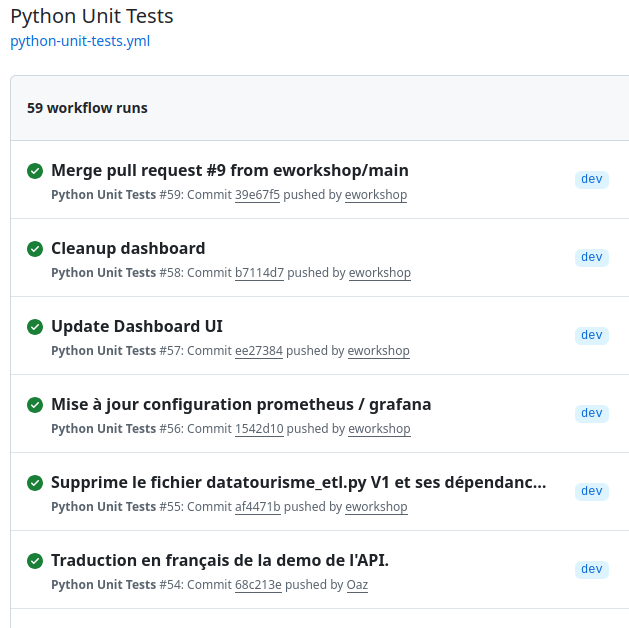 Python Unit Tests
python-unit-tests.yml
59 workflow runs
Merge pull request #9 from eworkshop/main
dev
Python Unit Tests #59: Commit 39e67f5 pushed by eworkshop
Cleanup dashboard
dev
Python Unit Tests #58: Commit b7114d7 pushed by eworkshop
Update Dashboard UI
dev
Python Unit Tests #57: Commit ee27384 pushed by eworkshop
Mise à jour configuration prometheus / grafana
dev
Python Unit Tests #56: Commit 1542d10 pushed by eworkshop
Supprime le fichier datatourisme_etl.py V1 et ses dépendanc...
dev
Python Unit Tests #55: Commit af4471b pushed by eworkshop
Traduction en français de la demo de l'API.
dev
Python Unit Tests #54: Commit 68c213e pushed by Oaz